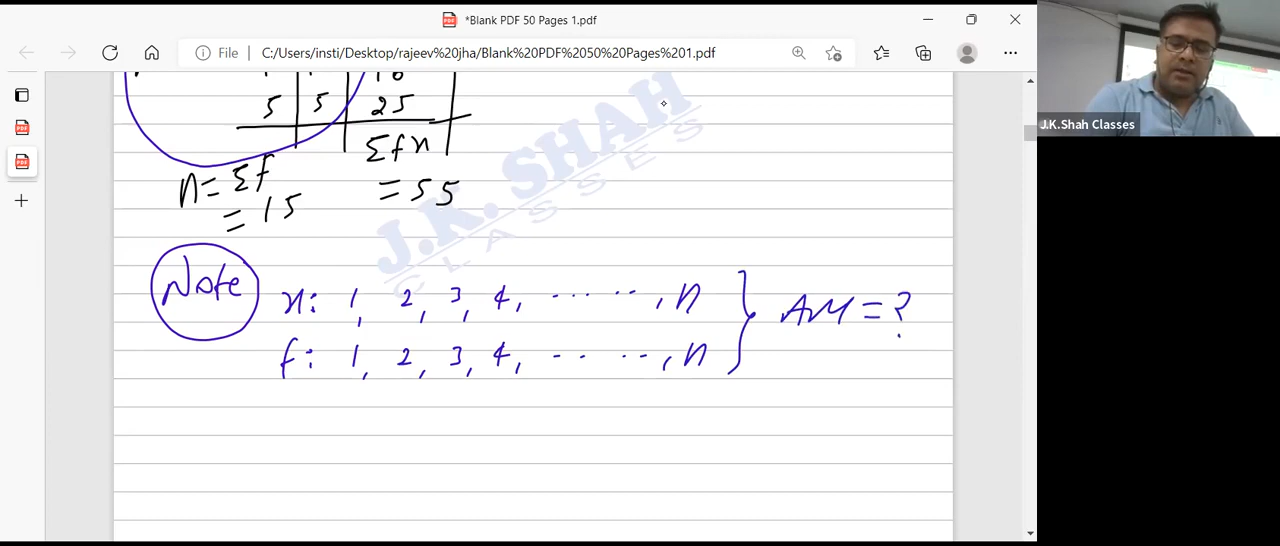 *Blank PDF 50 Pages 1.pdf
File C:/Users/insti/Desktop/rajeev%20jha/Blank%20PDF%2050%20Pages%201.pdf
5 5 25
Σfx
n = Σf = 55
= 15
J.K. SHAH
CLASSES
Note
x: 1, 2, 3, 4, ......, n } AM = ?
f: 1, 2, 3, 4, ......, n
J.K.Shah Classes